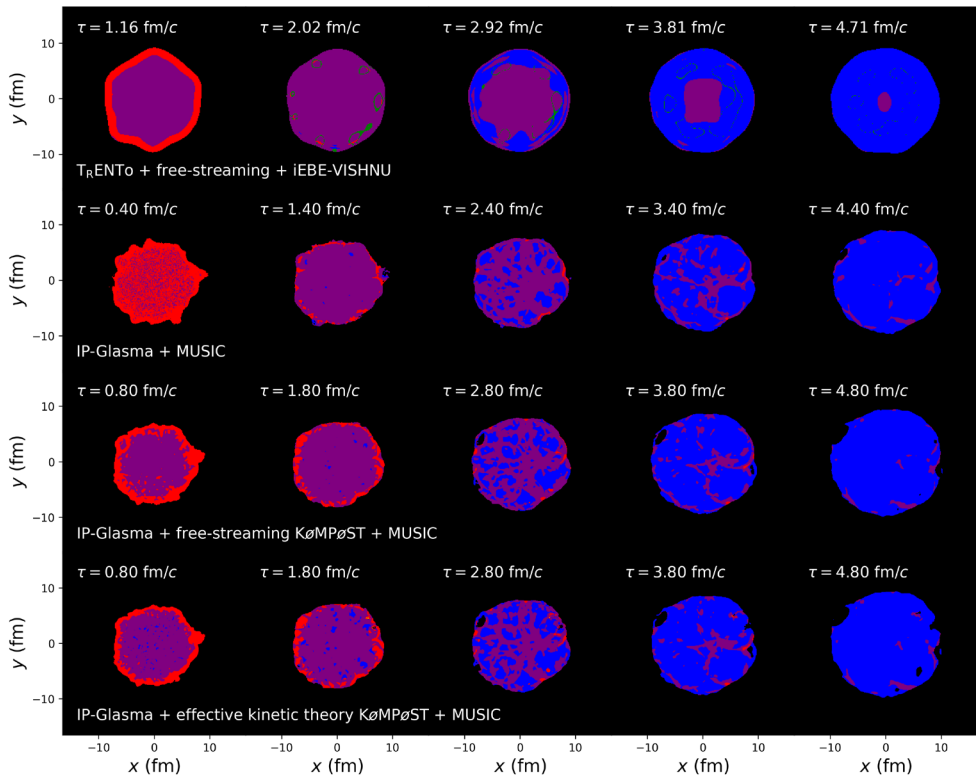 τ = 1.16 fm/c τ = 2.02 fm/c τ = 2.92 fm/c τ = 3.81 fm/c τ = 4.71 fm/c
10
0
−10
y (fm)
TRENTo + free-streaming + iEBE-VISHNU
τ = 0.40 fm/c τ = 1.40 fm/c τ = 2.40 fm/c τ = 3.40 fm/c τ = 4.40 fm/c
10
0
−10
y (fm)
IP-Glasma + MUSIC
τ = 0.80 fm/c τ = 1.80 fm/c τ = 2.80 fm/c τ = 3.80 fm/c τ = 4.80 fm/c
10
0
−10
y (fm)
IP-Glasma + free-streaming KøMPøST + MUSIC
τ = 0.80 fm/c τ = 1.80 fm/c τ = 2.80 fm/c τ = 3.80 fm/c τ = 4.80 fm/c
10
0
−10
y (fm)
IP-Glasma + effective kinetic theory KøMPøST + MUSIC
−10 0 10 −10 0 10 −10 0 10 −10 0 10 −10 0 10
x (fm) x (fm) x (fm) x (fm) x (fm)